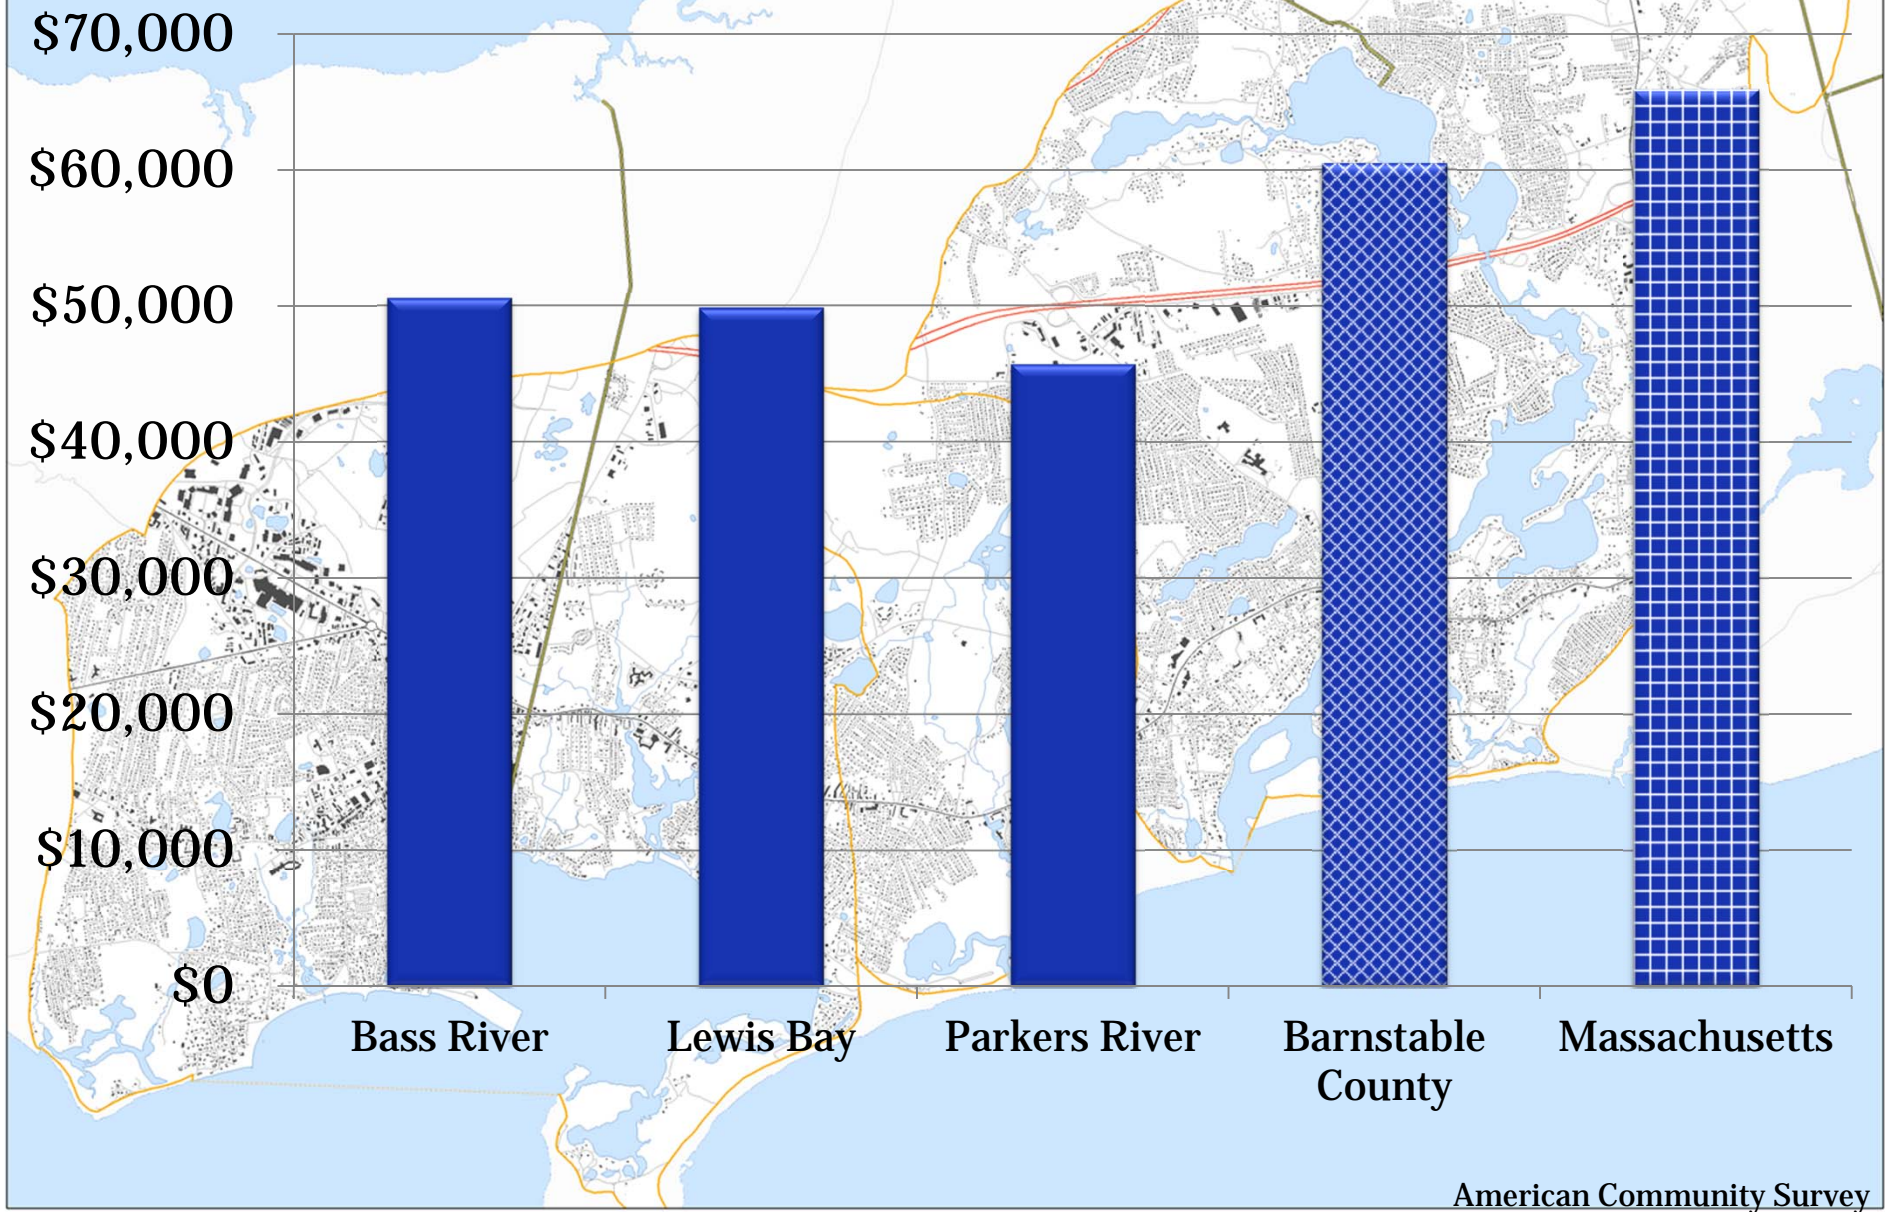 $70,000
$60,000
$50,000
$40,000
$30,000
$20,000
$10,000
$0
Bass River
Lewis Bay
Parkers River
Barnstable
County
Massachusetts
American Community Survey